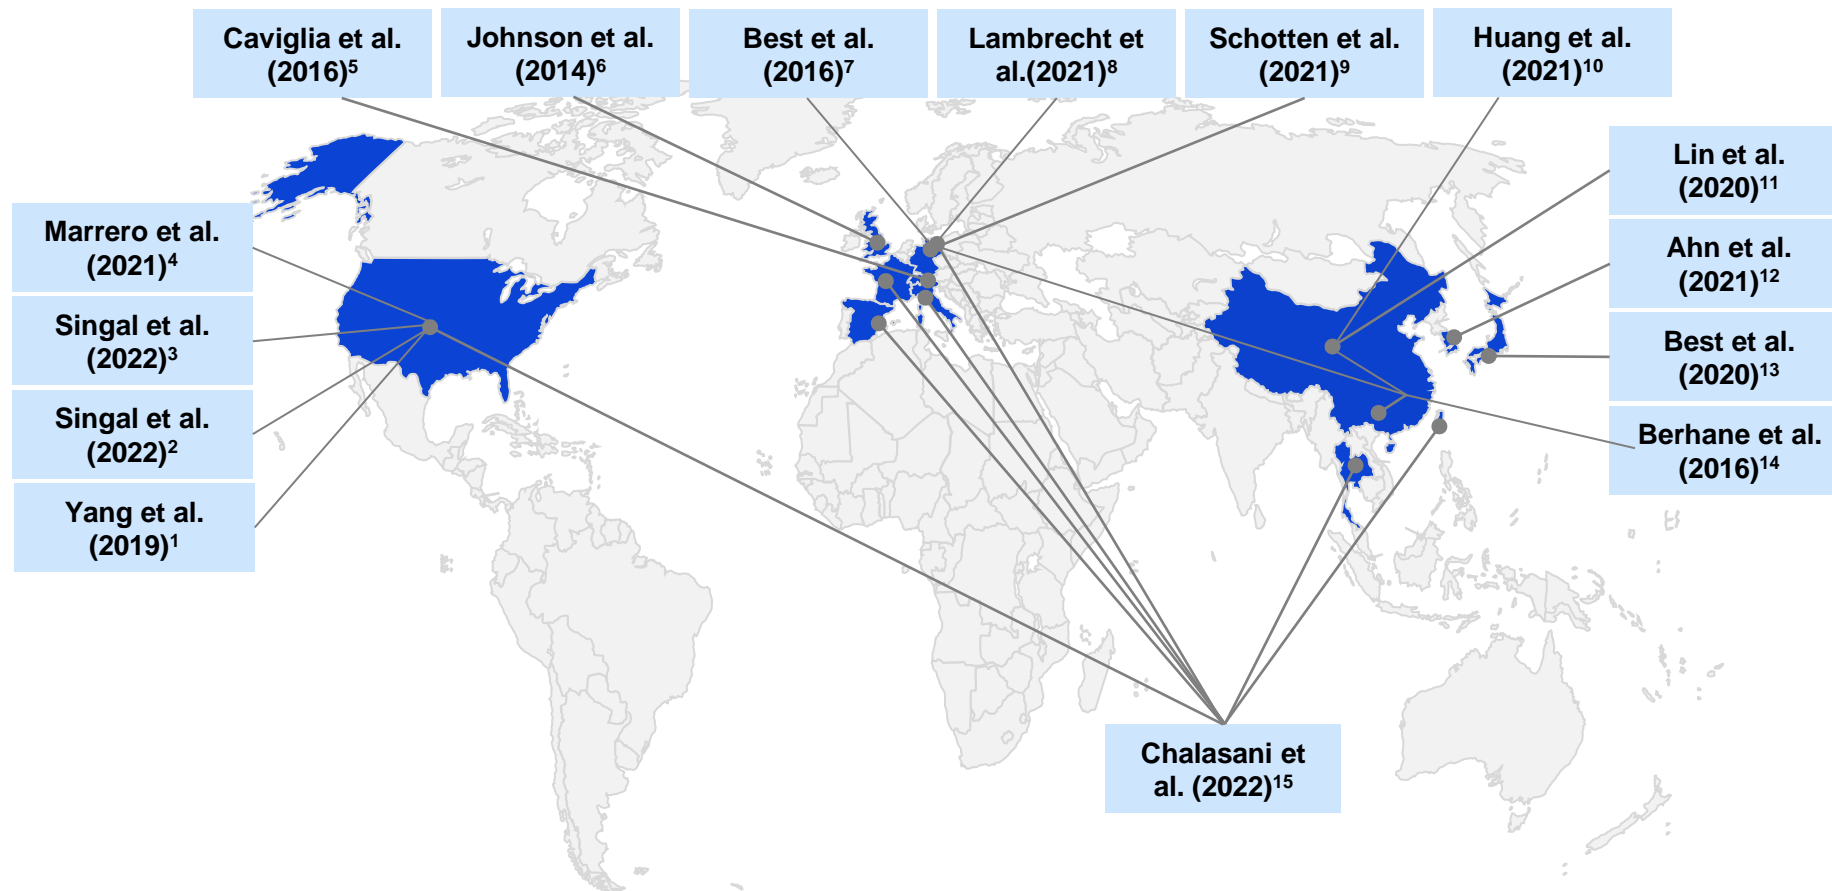 Caviglia et al.
(2016)5
Johnson et al.
(2014)6
Best et al.
(2016)7
Lambrecht et
al.(2021)8
Schotten et al.
(2021)9
Huang et al.
(2021)10
Lin et al.
(2020)11
Ahn et al.
(2021)12
Best et al.
(2020)13
Berhane et al.
(2016)14
Marrero et al.
(2021)4
Singal et al.
(2022)3
Singal et al.
(2022)2
Yang et al.
(2019)1
Chalasani et
al. (2022)15